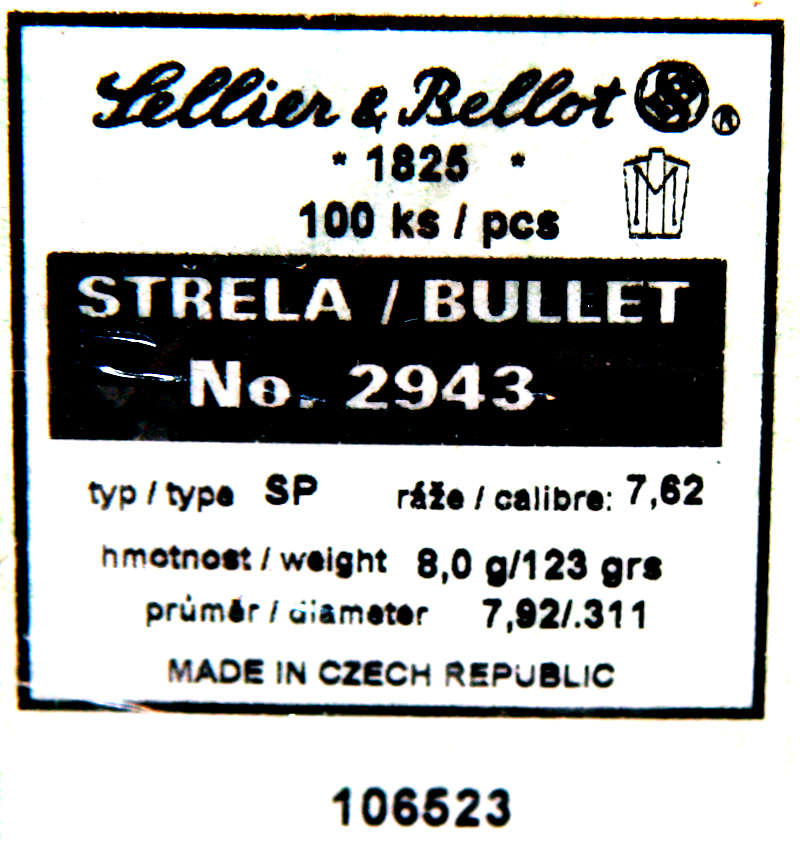 Sellier & Bellot ®
* 1825 *
100 ks / pcs
STŘELA / BULLET
No. 2943
typ / type SP ráže / calibre: 7,62
hmotnost / weight 8,0 g/123 grs
průměr / diameter 7,92/.311
MADE IN CZECH REPUBLIC
106523